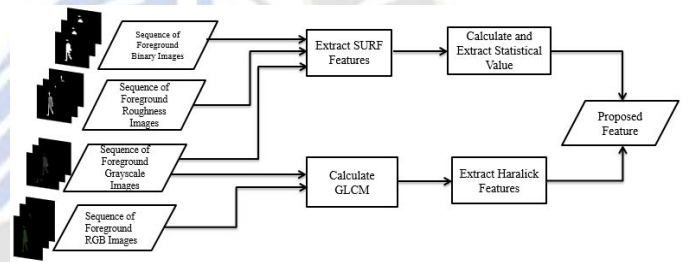 Sequence of
Foreground
Binary Images
Extract SURF
Features
Calculate and
Extract Statistical
Value
Sequence of
Foreground
Roughness
Images
Proposed
Feature
Sequence of
Foreground
Grayscale
Images
Calculate
GLCM
Extract Haralick
Features
Sequence of
Foreground
RGB Images